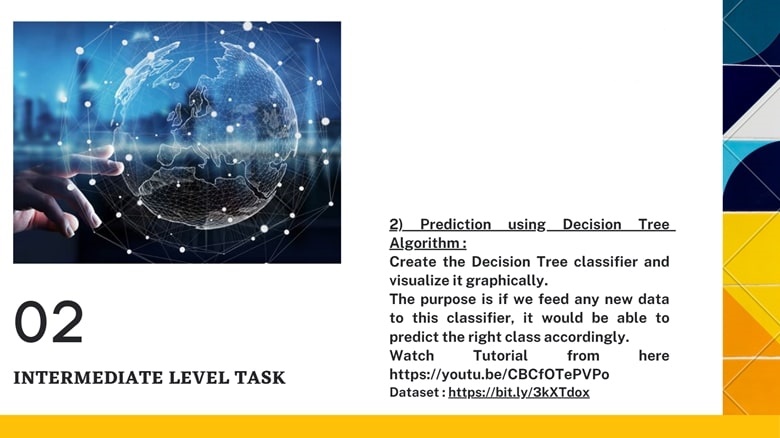 02
INTERMEDIATE LEVEL TASK
2) Prediction using Decision Tree
Algorithm :
Create the Decision Tree classifier and
visualize it graphically.
The purpose is if we feed any new data
to this classifier, it would be able to
predict the right class accordingly.
Watch Tutorial from here
https://youtu.be/CBCfOTePVPo
Dataset : https://bit.ly/3kXTdox